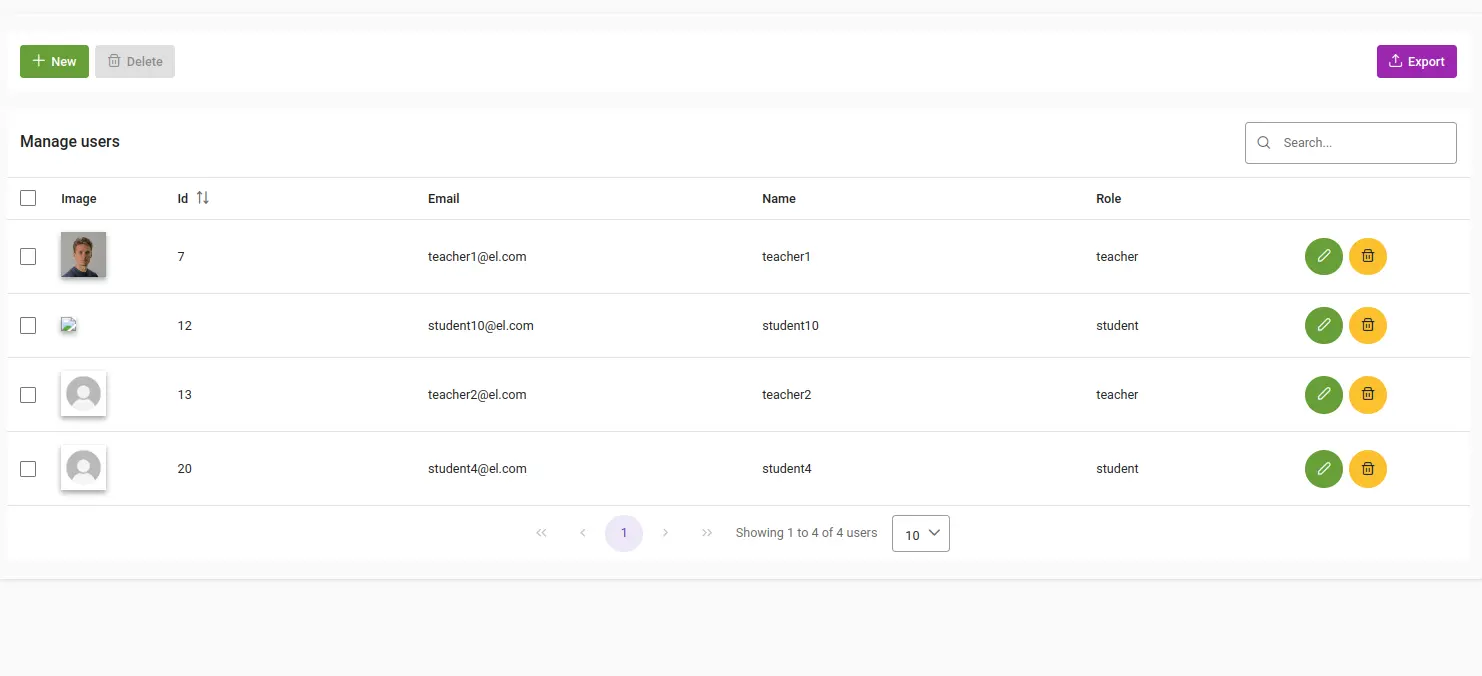 New Delete Export
Manage users Search...
Image Id Email Name Role
7 teacher1@el.com teacher1 teacher
12 student10@el.com student10 student
13 teacher2@el.com teacher2 teacher
20 student4@el.com student4 student
1 Showing 1 to 4 of 4 users 10